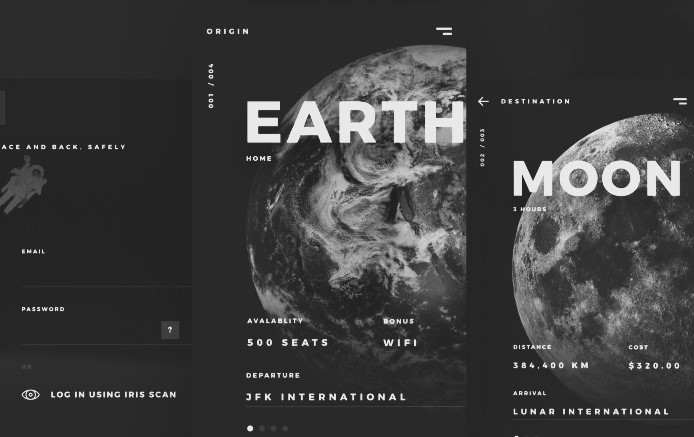 ACE AND BACK, SAFELY
EMAIL
PASSWORD
?
OR
LOG IN USING IRIS SCAN
ORIGIN
001 / 004
EARTH
HOME
AVALABLITY
500 SEATS
BONUS
WIFI
DEPARTURE
JFK INTERNATIONAL
DESTINATION
002 / 003
MOON
3 HOURS
DISTANCE
384,400 KM
COST
$320.00
ARRIVAL
LUNAR INTERNATIONAL